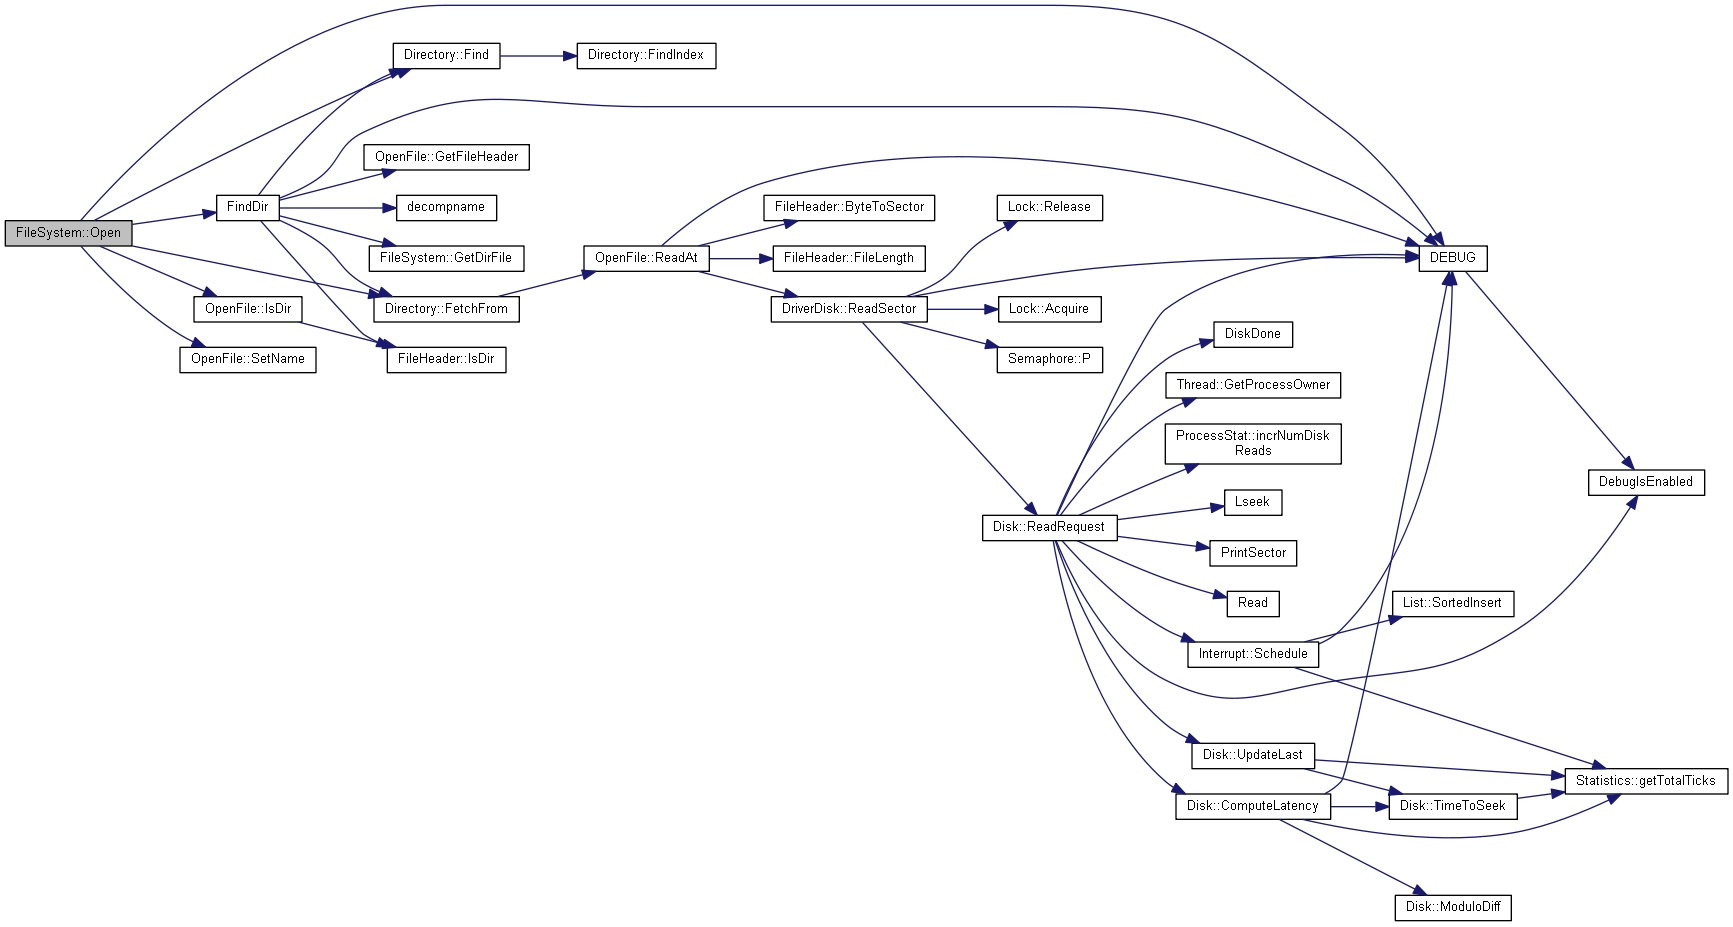 Directory::Find
Directory::FindIndex
OpenFile::GetFileHeader
FindDir
decompname
FileHeader::ByteToSector
Lock::Release
FileSystem::Open
FileSystem::GetDirFile
OpenFile::ReadAt
FileHeader::FileLength
DEBUG
OpenFile::IsDir
Directory::FetchFrom
DriverDisk::ReadSector
Lock::Acquire
DiskDone
OpenFile::SetName
FileHeader::IsDir
Semaphore::P
Thread::GetProcessOwner
ProcessStat::incrNumDisk
Reads
DebugIsEnabled
Lseek
Disk::ReadRequest
PrintSector
Read
List::SortedInsert
Interrupt::Schedule
Disk::UpdateLast
Statistics::getTotalTicks
Disk::ComputeLatency
Disk::TimeToSeek
Disk::ModuloDiff